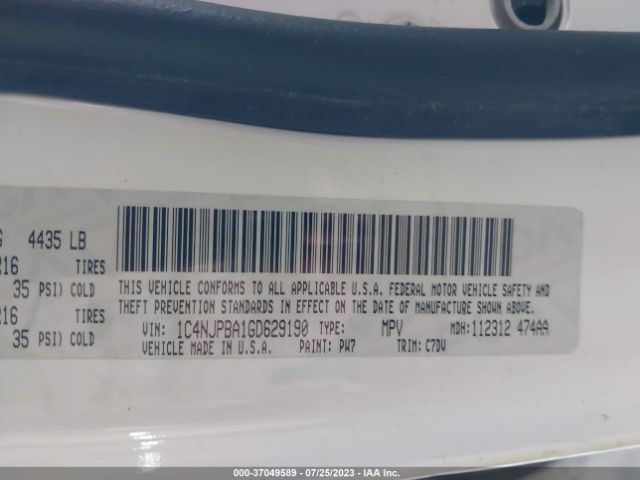 G 4435 LB
R16 TIRES
35 PSI) COLD
R16 TIRES
35 PSI) COLD
THIS VEHICLE CONFORMS TO ALL APPLICABLE U.S.A. FEDERAL MOTOR VEHICLE SAFETY AND
THEFT PREVENTION STANDARDS IN EFFECT ON THE DATE OF MANUFACTURE SHOWN ABOVE.
VIN: 1C4NJPBA1GD629190 TYPE: MPV MDH:112312 474AA
VEHICLE MADE IN U.S.A. PAINT: PW7 TRIM: C7DV
000-37049589 - 07/25/2023 - IAA Inc.